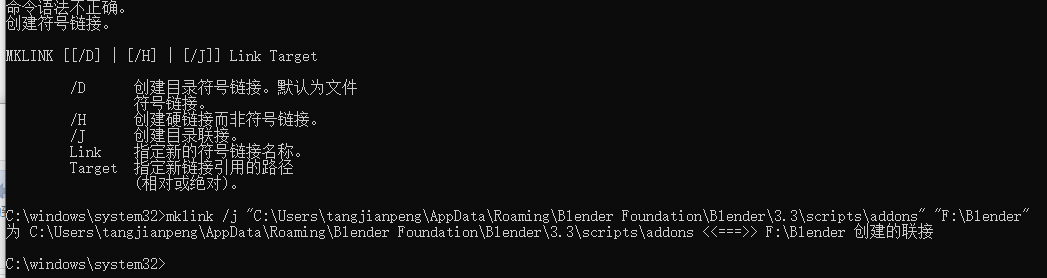 命令语法不正确。
创建符号链接。
MKLINK [[/D] | [/H] | [/J]] Link Target
/D 创建目录符号链接。默认为文件
符号链接。
/H 创建硬链接而非符号链接。
/J 创建目录联接。
Link 指定新的符号链接名称。
Target 指定新链接引用的路径
(相对或绝对)。
C:\windows\system32>mklink /j "C:\Users\tangjianpeng\AppData\Roaming\Blender Foundation\Blender\3.3\scripts\addons" "F:\Blender"
为 C:\Users\tangjianpeng\AppData\Roaming\Blender Foundation\Blender\3.3\scripts\addons <<===>> F:\Blender 创建的联接
C:\windows\system32>